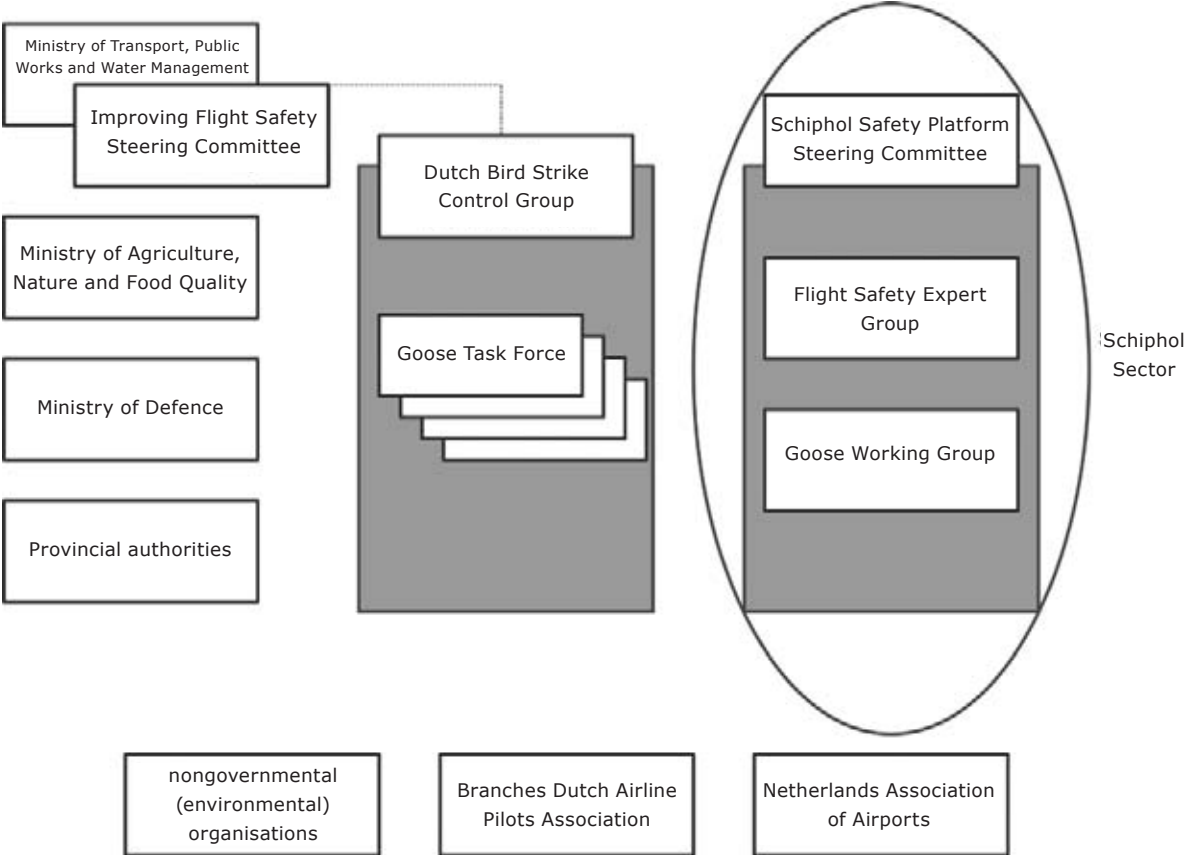 Ministry of Transport, Public
Works and Water Management
Improving Flight Safety
Steering Committee
Ministry of Agriculture,
Nature and Food Quality
Ministry of Defence
Provincial authorities
Dutch Bird Strike
Control Group
Goose Task Force
Schiphol Safety Platform
Steering Committee
Flight Safety Expert
Group
Goose Working Group
Schiphol
Sector
nongovernmental
(environmental)
organisations
Branches Dutch Airline
Pilots Association
Netherlands Association
of Airports